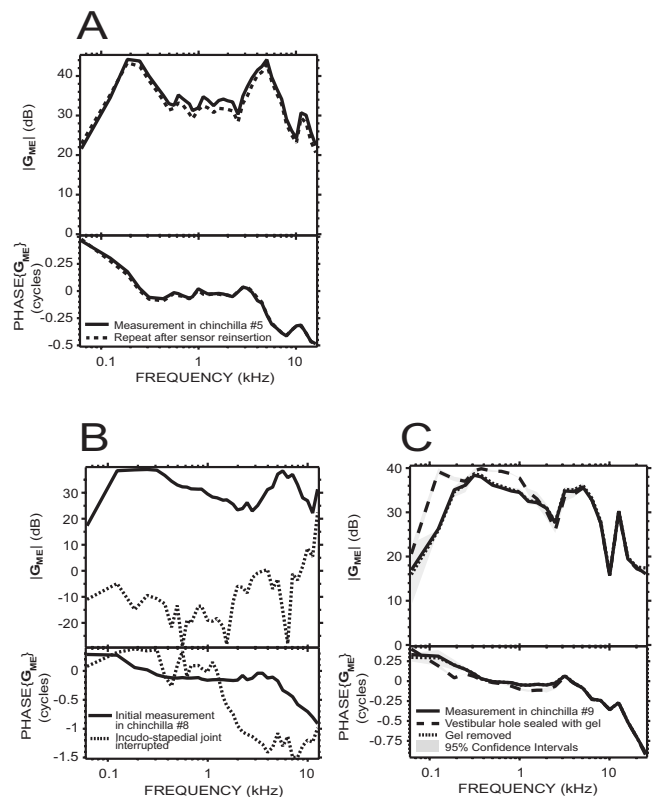 A
|G_ME| (dB)
40
30
20
10
0
PHASE{G_ME}
(cycles)
0.25
0
-0.25
-0.5
Measurement in chinchilla #5
Repeat after sensor reinsertion
0.1
1
10
FREQUENCY (kHz)
B
|G_ME| (dB)
30
20
10
0
-10
-20
PHASE{G_ME}
(cycles)
0
-0.5
-1
-1.5
Initial measurement
in chinchilla #8
Incudo-stapedial joint
interrupted
0.1
1
10
FREQUENCY (kHz)
C
|G_ME| (dB)
40
30
20
10
0
PHASE{G_ME}
(cycles)
0.25
0
-0.25
-0.5
-0.75
Measurement in chinchilla #9
Vestibular hole sealed with gel
Gel removed
95% Confidence Intervals
0.1
1
10
FREQUENCY (kHz)